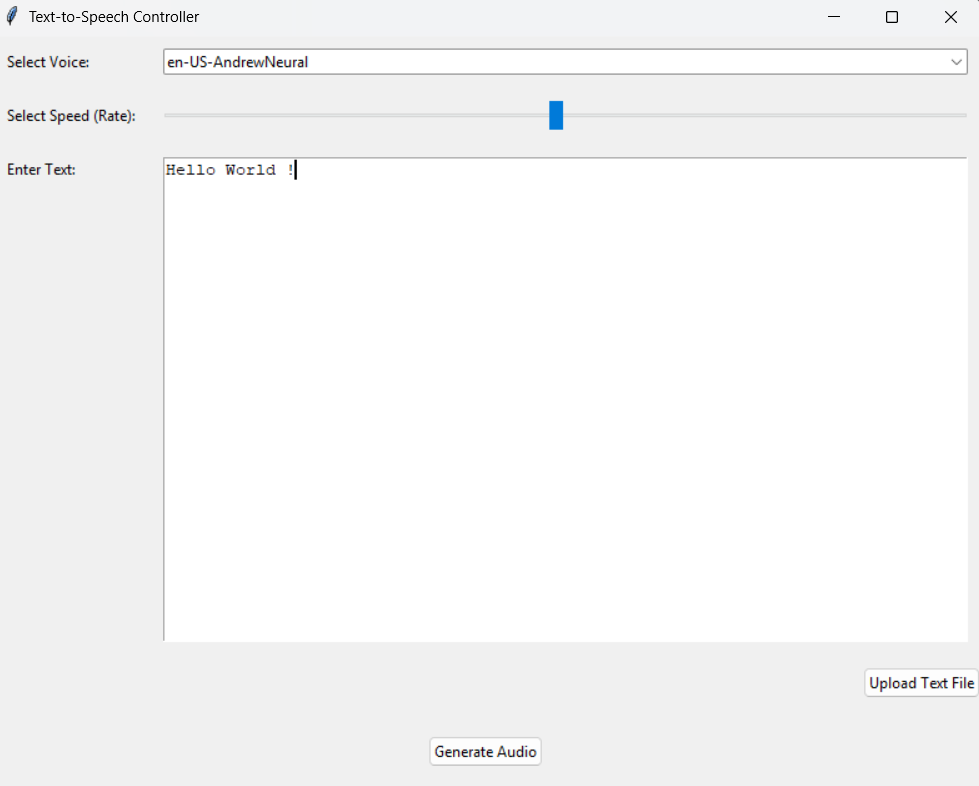 Text-to-Speech Controller
Select Voice: en-US-AndrewNeural
Select Speed (Rate):
Enter Text: Hello World !
Upload Text File
Generate Audio